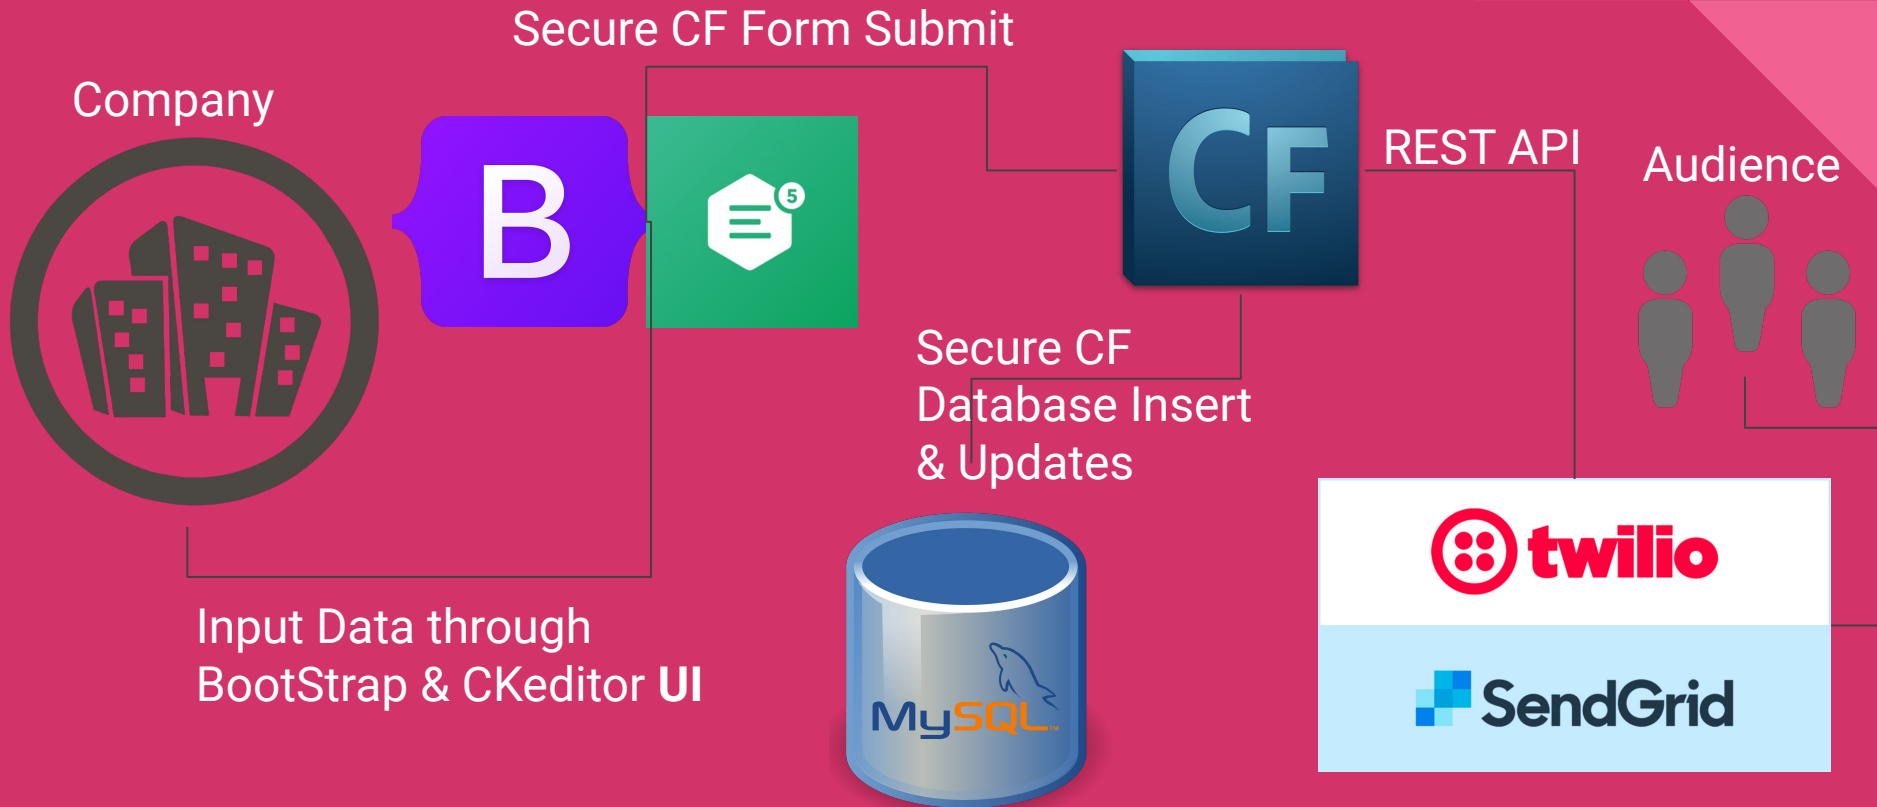 Secure CF Form Submit
Company
B
5
CF
REST API
Audience
Secure CF
Database Insert
& Updates
twilio
Input Data through
BootStrap & CKeditor UI
MySQL™
SendGrid